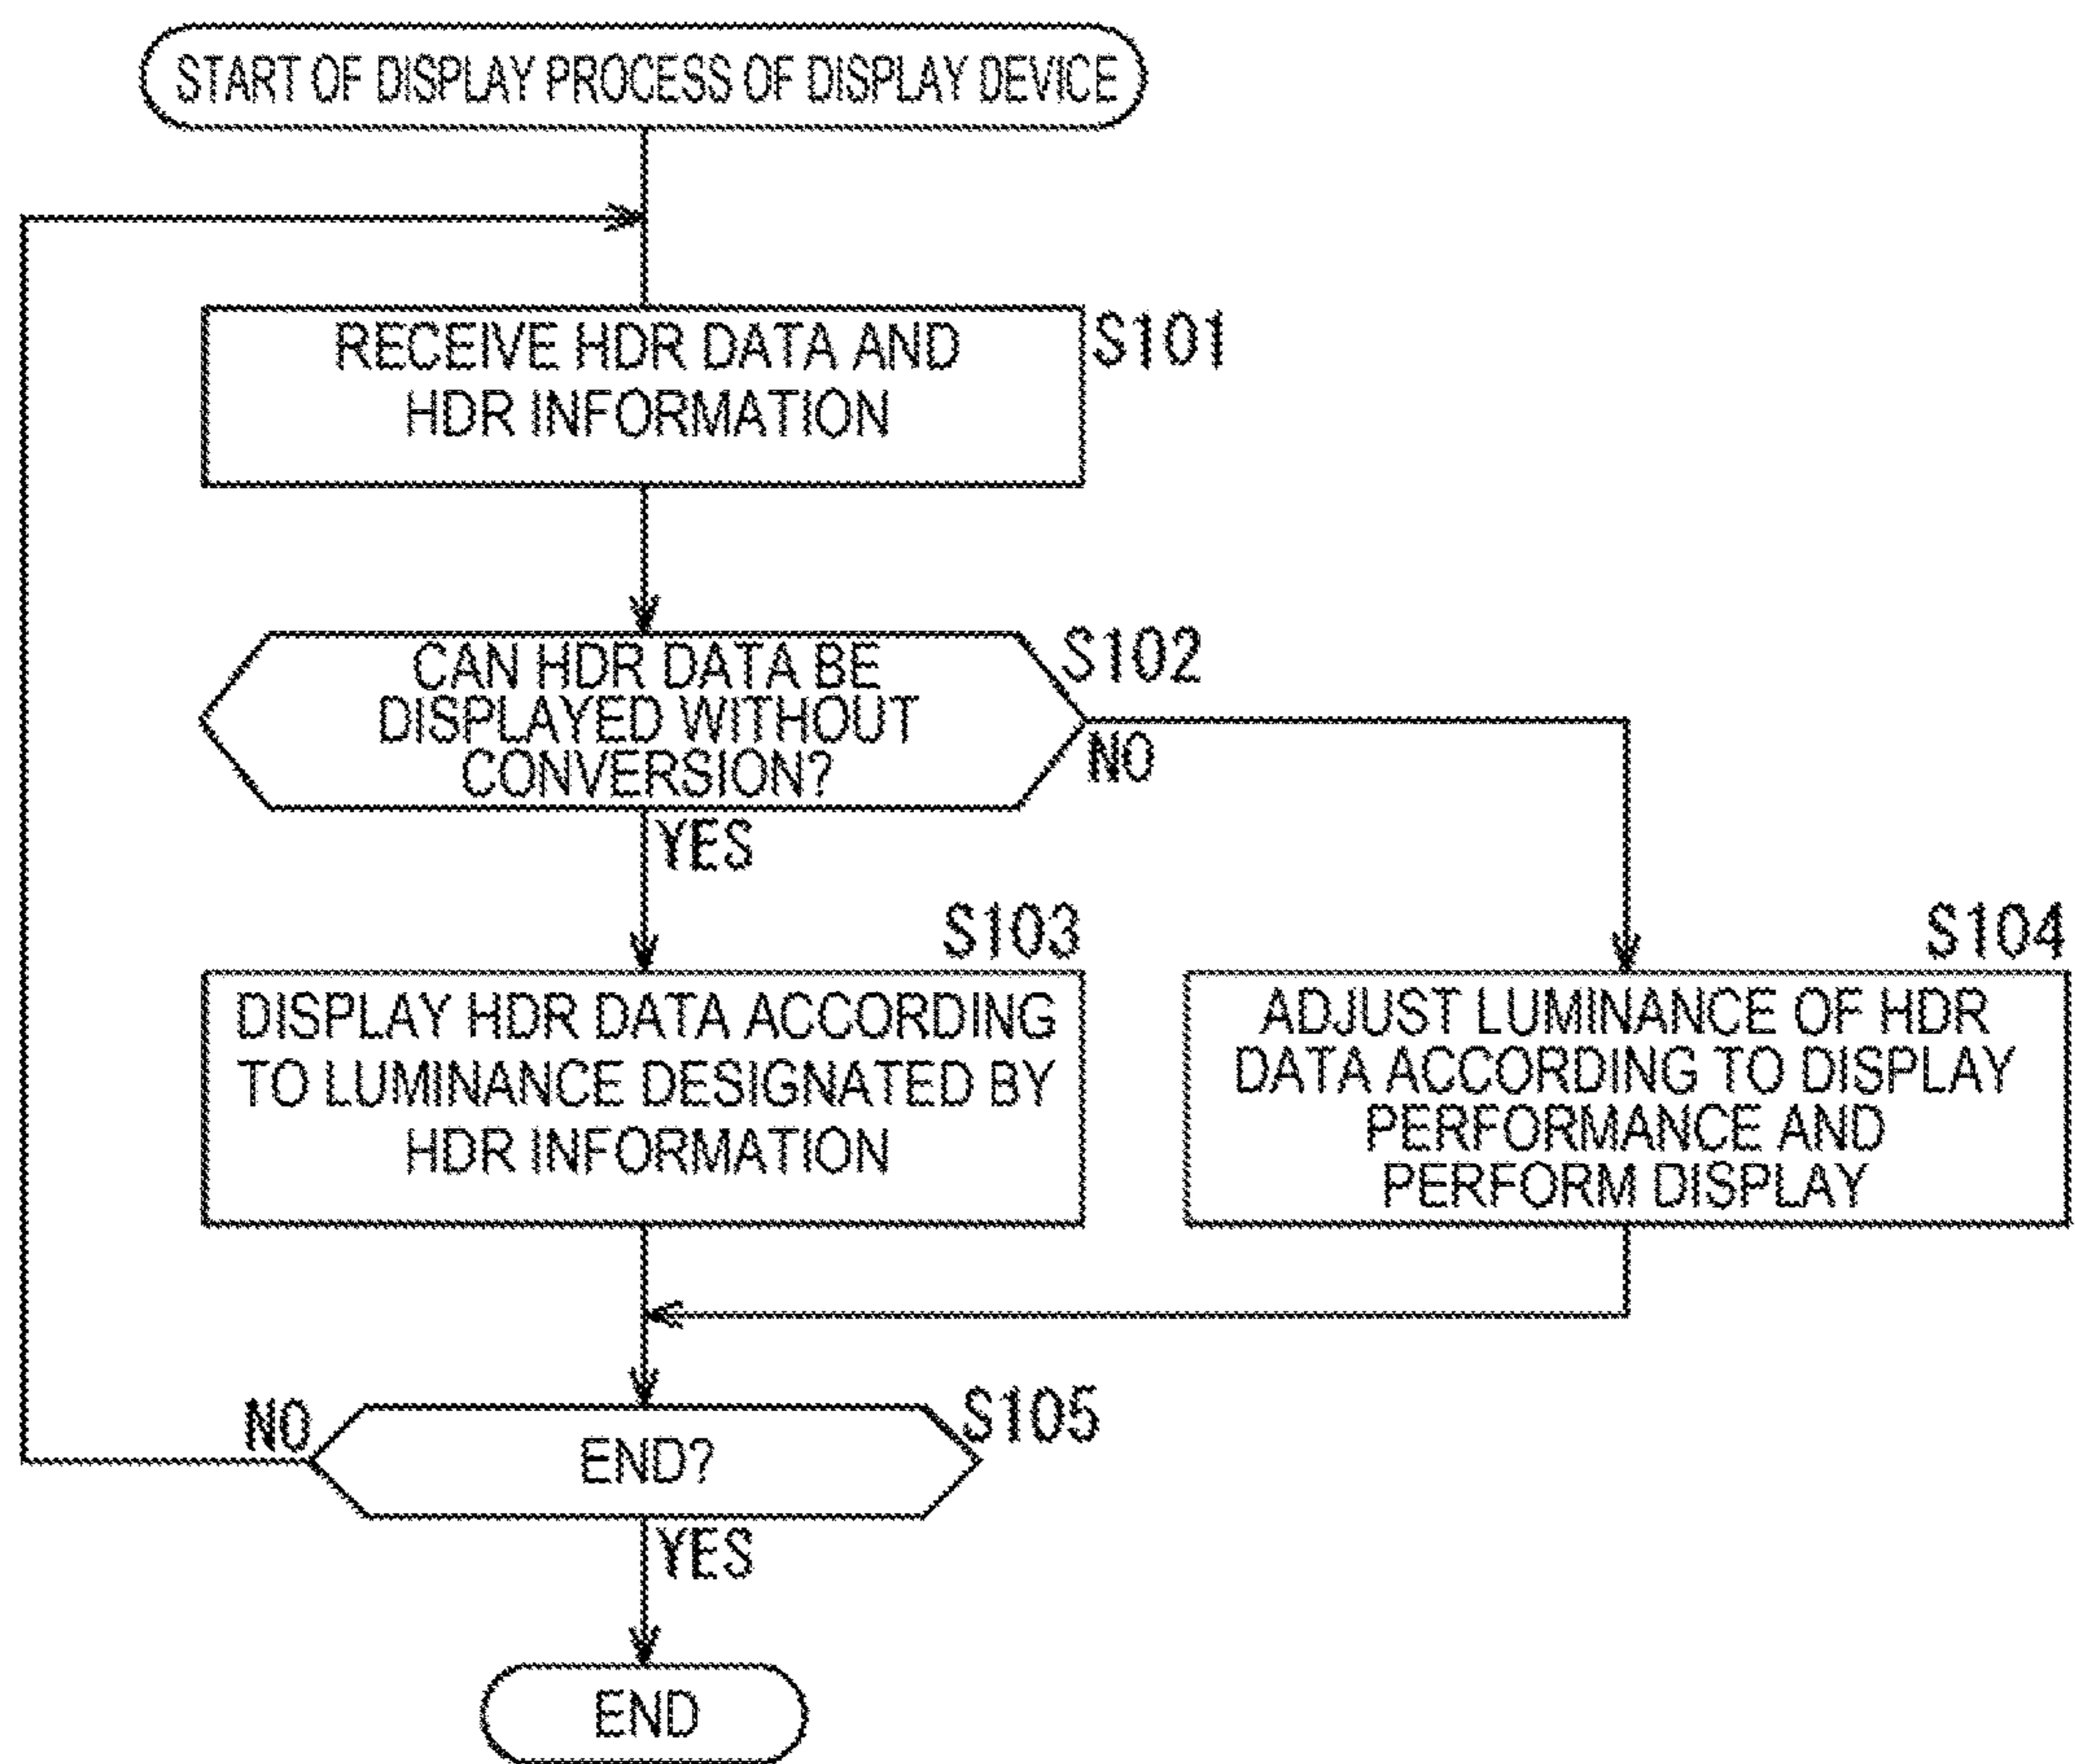 START OF DISPLAY PROCESS OF DISPLAY DEVICE
RECEIVE HDR DATA AND
HDR INFORMATION
S101
CAN HDR DATA BE
DISPLAYED WITHOUT
CONVERSION?
S102
NO
YES
S103
DISPLAY HDR DATA ACCORDING
TO LUMINANCE DESIGNATED BY
HDR INFORMATION
S104
ADJUST LUMINANCE OF HDR
DATA ACCORDING TO DISPLAY
PERFORMANCE AND
PERFORM DISPLAY
NO
END?
S105
YES
END